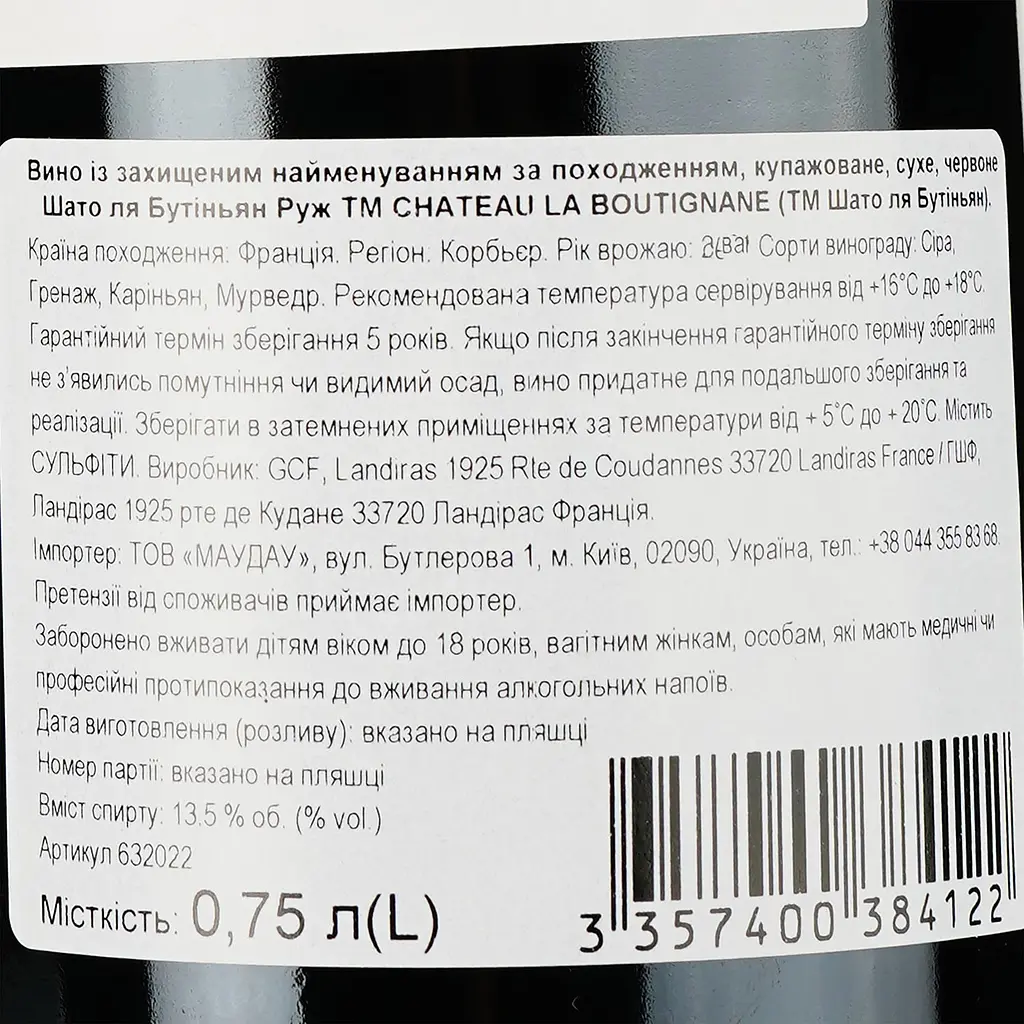 Вино із захищеним найменуванням за походженням, купажоване, сухе, червоне
Шато ля Бутіньян Руж ТМ CHATEAU LA BOUTIGNANE (ТМ Шато ля Бутіньян).
Країна походження: Франція. Регіон: Корбьєр. Рік врожаю: Сорти винограду: Сіра,
Гренаж, Каріньян, Мурведр. Рекомендована температура сервірування від +16°С до +18°С.
Гарантійний термін зберігання 5 років. Якщо після закінчення гарантійного терміну зберігання
не з'явились помутніння чи видимий осад, вино придатне для подальшого зберігання та
реалізації. Зберігати в затемнених приміщеннях за температури від + 5°С до + 20°С. Містить
СУЛЬФІТИ. Виробник: GCF, Landiras 1925 Rte de Coudannes 33720 Landiras France / ГШФ,
Ландірас 1925 рте де Кудане 33720 Ландірас Франція.
Імпортер: ТОВ «МАУДАУ», вул. Бутлерова 1, м. Київ, 02090, Україна, тел.: +38 044 355 83 68.
Претензії від споживачів приймає імпортер.
Заборонено вживати дітям віком до 18 років, вагітним жінкам, особам, які мають медичні чи
професійні протипоказання до вживання алкогольних напоїв.
Дата виготовлення (розливу): вказано на пляшці
Номер партії: вказано на пляшці
Вміст спирту: 13.5 % об. (% vol.)
Артикул 632022
Місткість: 0,75 л(L)
3 357400 384122